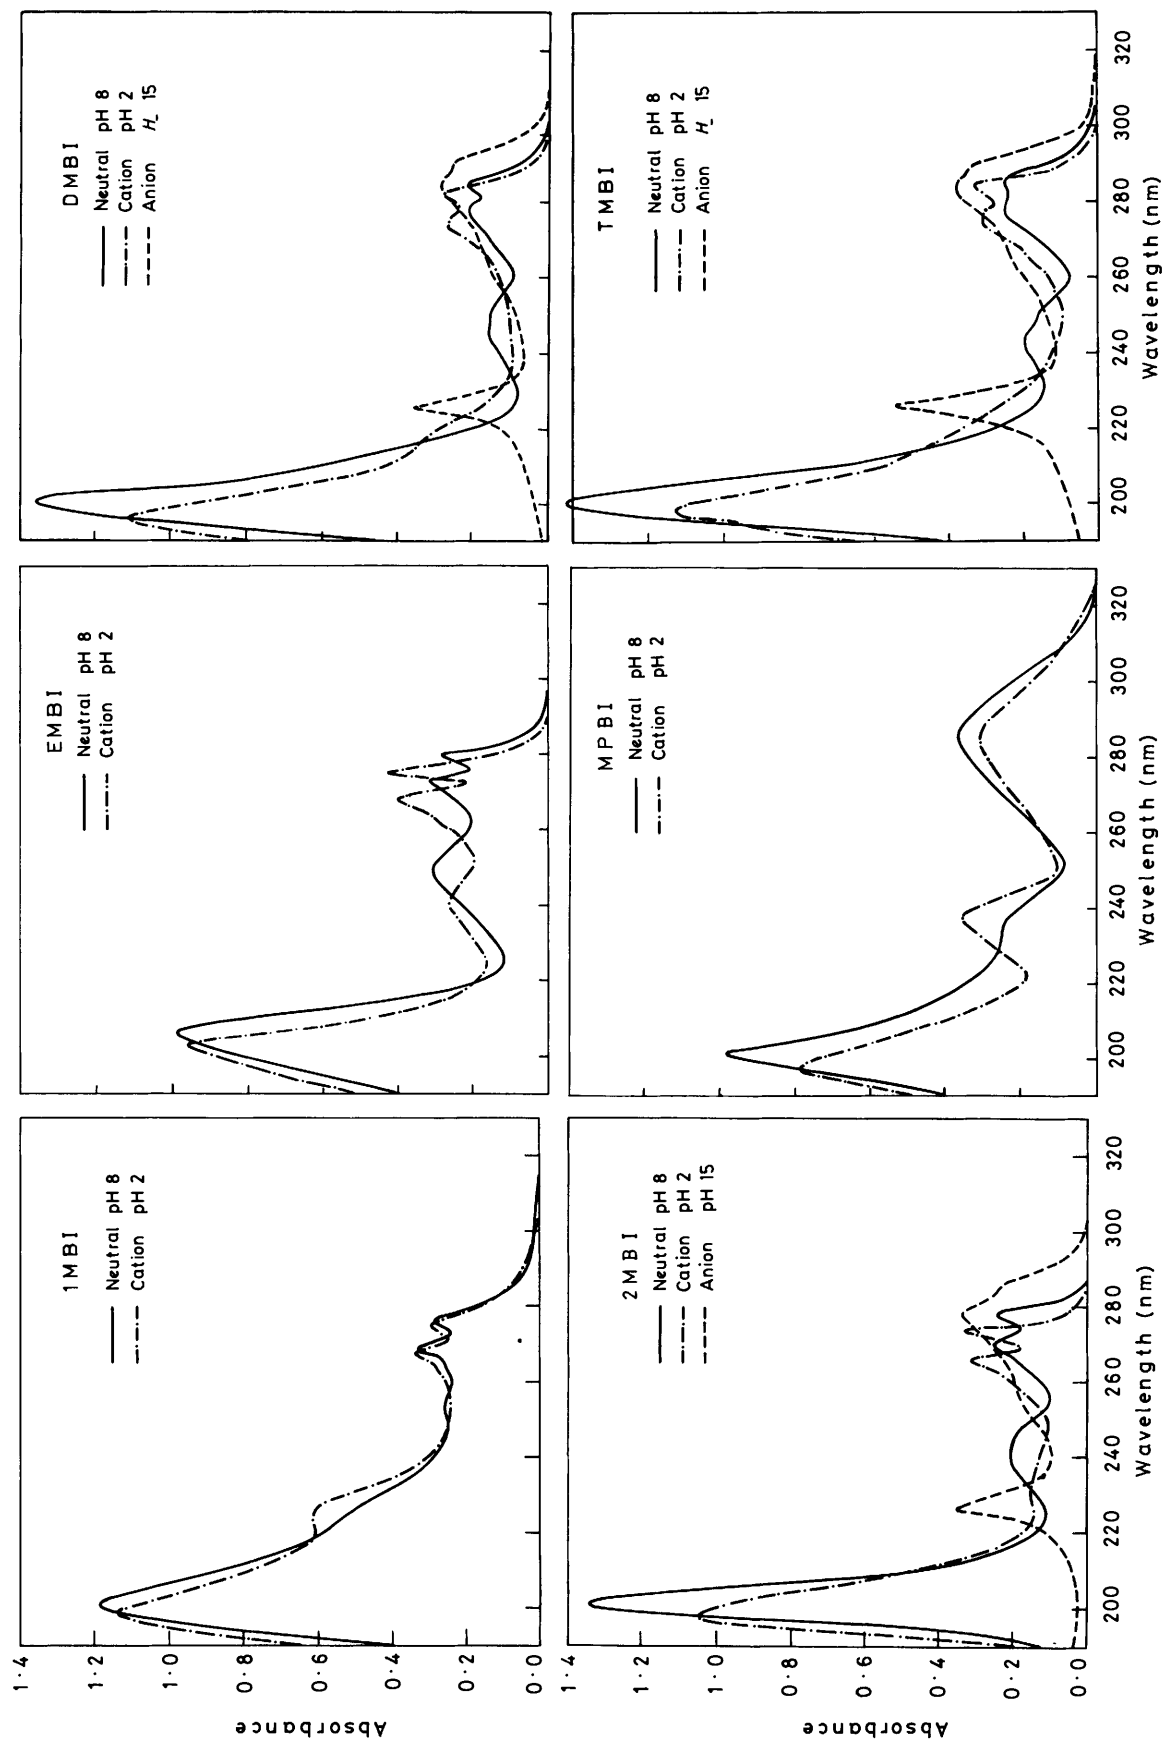 1MBI
Neutral pH 8
Cation pH 2
EMBI
Neutral pH 8
Cation pH 2
DMBI
Neutral pH 8
Cation pH 2
Anion H_ 15
1·4
1·2
1·0
0·8
0·6
0·4
0·2
0·0
Absorbance
2MBI
Neutral pH 8
Cation pH 2
Anion pH 15
MPBI
Neutral pH 8
Cation pH 2
TMBI
Neutral pH 8
Cation pH 2
Anion H_ 15
1·4
1·2
1·0
0·8
0·6
0·4
0·2
0·0
Absorbance
200 220 240 260 280 300 320
Wavelength (nm)
200 220 240 260 280 300 320
Wavelength (nm)
200 220 240 260 280 300 320
Wavelength (nm)